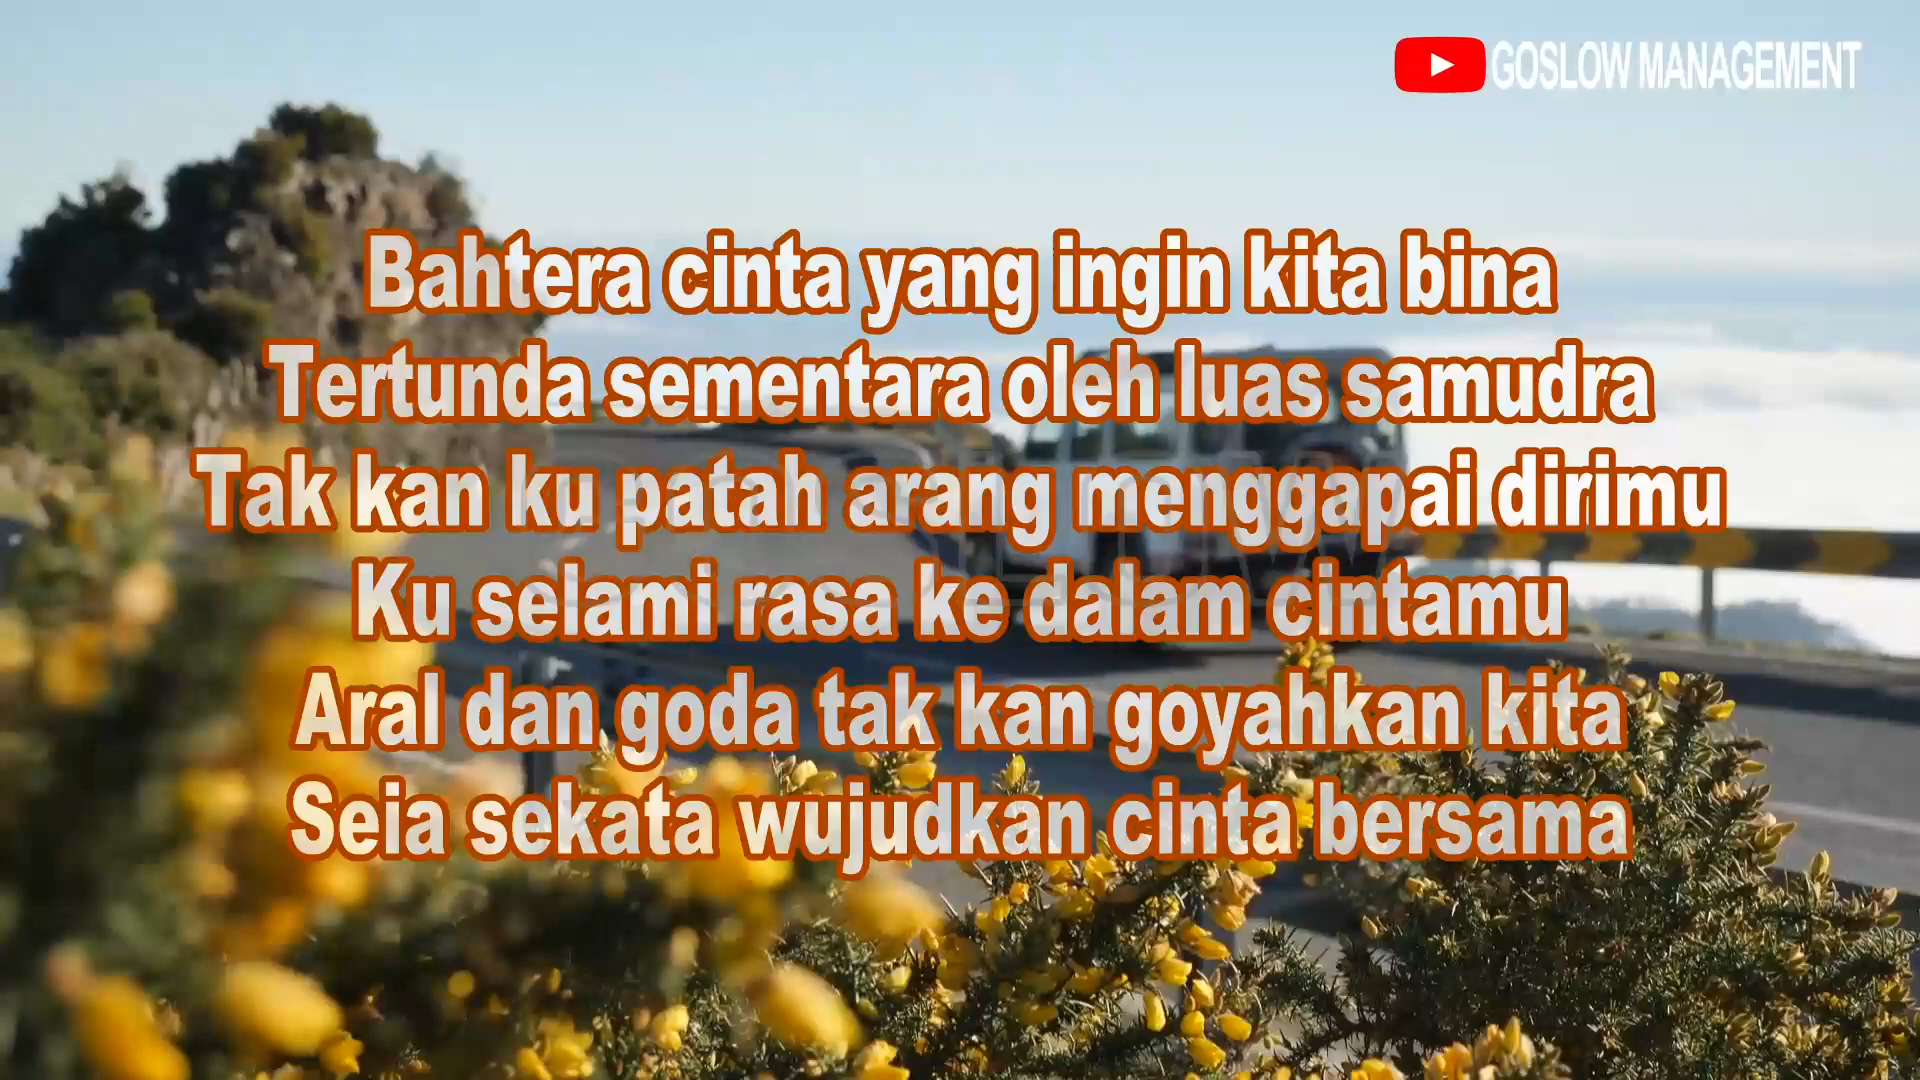 GOSLOW MANAGEMENT
Bahtera cinta yang ingin kita bina
Tertunda sementara oleh luas samudra
Tak kan ku patah arang menggapai dirimu
Ku selami rasa ke dalam cintamu
Aral dan goda tak kan goyahkan kita
Seia sekata wujudkan cinta bersama